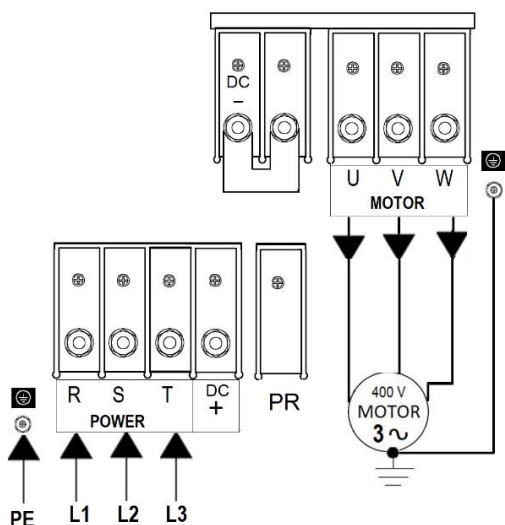 DC
-
U V W
MOTOR
R S T DC
+
POWER
PR
400 V
MOTOR
3 ~
PE L1 L2 L3